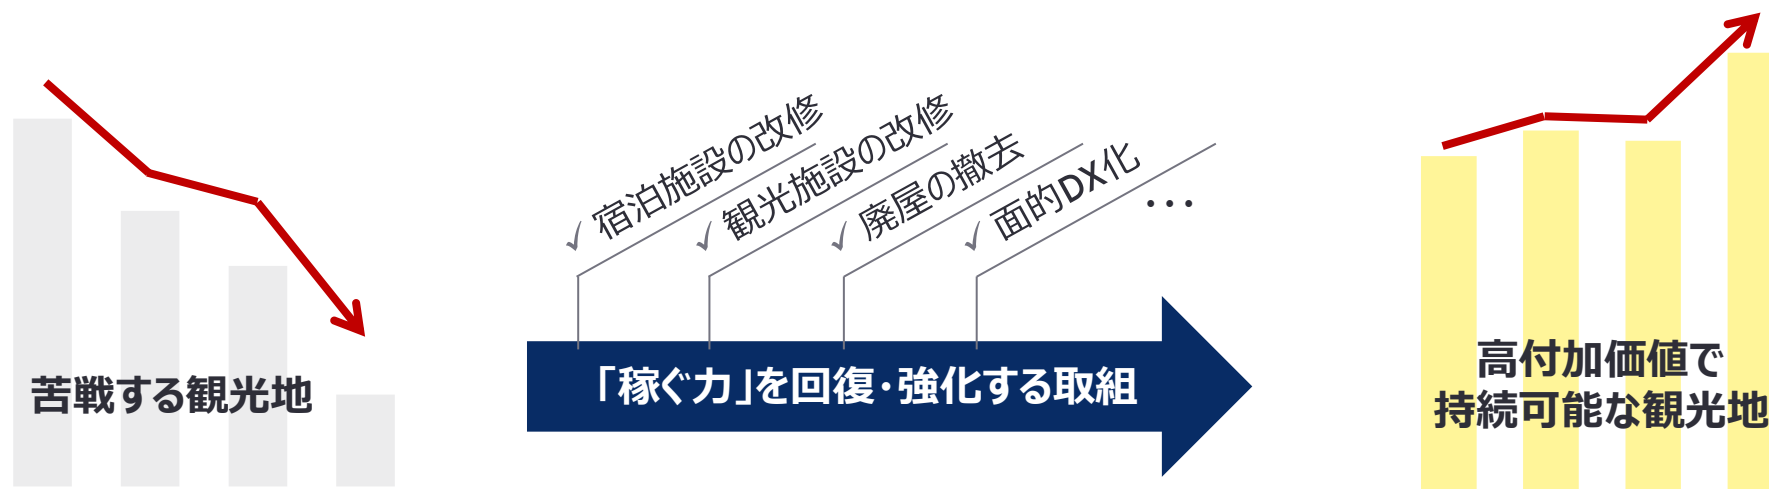 苦戦する観光地
✓ 宿泊施設の改修
✓ 観光施設の改修
✓ 廃屋の撤去
✓ 面的DX化
…
「稼ぐ力」を回復・強化する取組
高付加価値で
持続可能な観光地